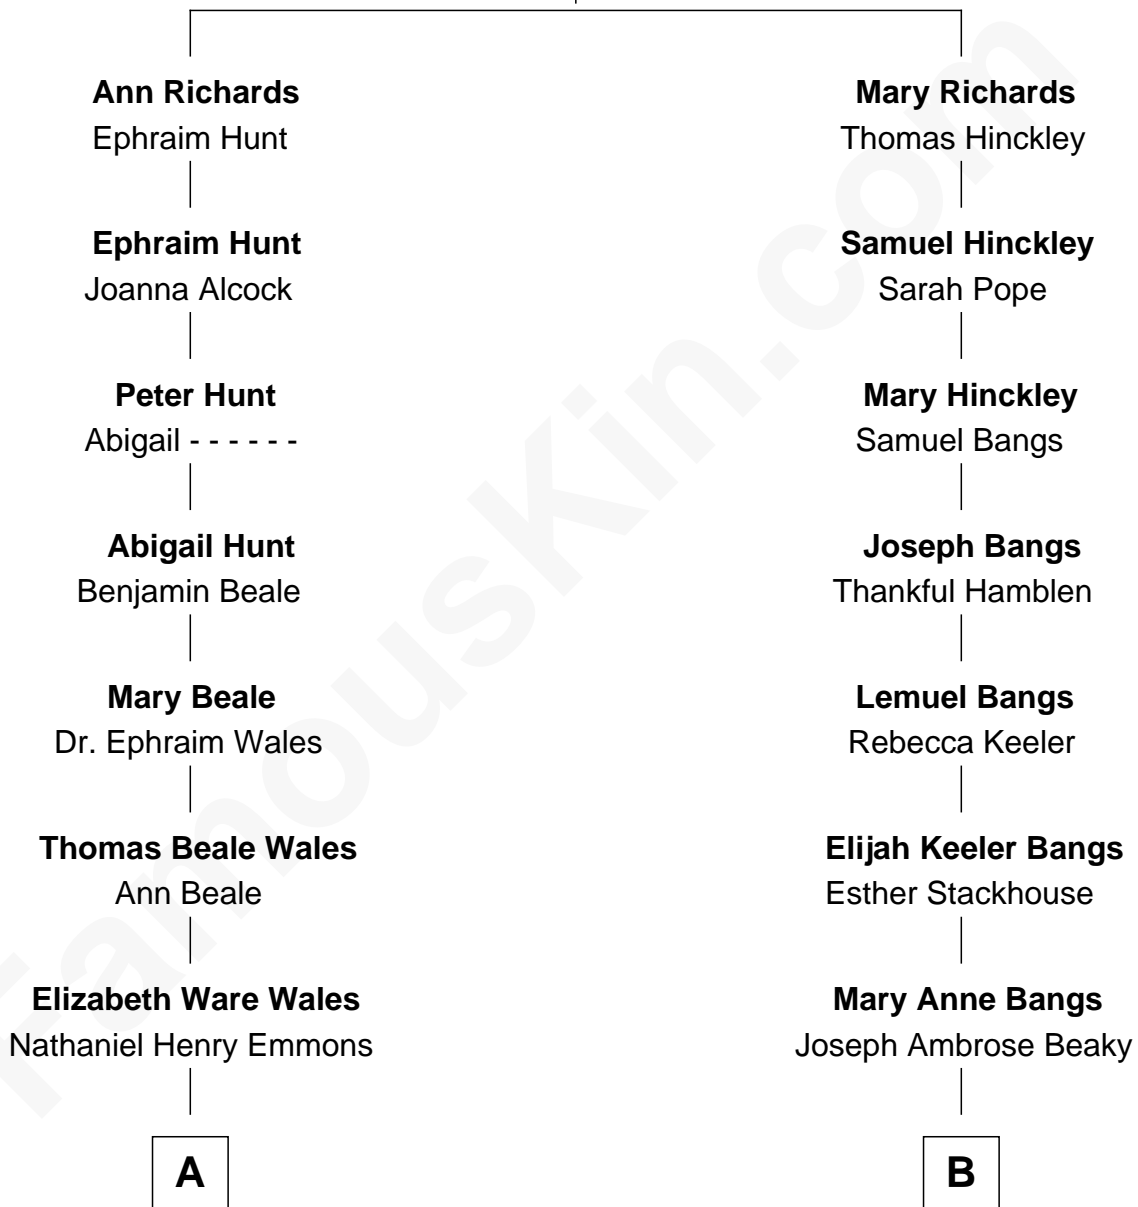 Ann Richards
Ephraim Hunt
Ephraim Hunt
Joanna Alcock
Peter Hunt
Abigail - - - - - -
Abigail Hunt
Benjamin Beale
Mary Beale
Dr. Ephraim Wales
Thomas Beale Wales
Ann Beale
Elizabeth Ware Wales
Nathaniel Henry Emmons
A
Mary Richards
Thomas Hinckley
Samuel Hinckley
Sarah Pope
Mary Hinckley
Samuel Bangs
Joseph Bangs
Thankful Hamblen
Lemuel Bangs
Rebecca Keeler
Elijah Keeler Bangs
Esther Stackhouse
Mary Anne Bangs
Joseph Ambrose Beaky
B
FamousKin.com